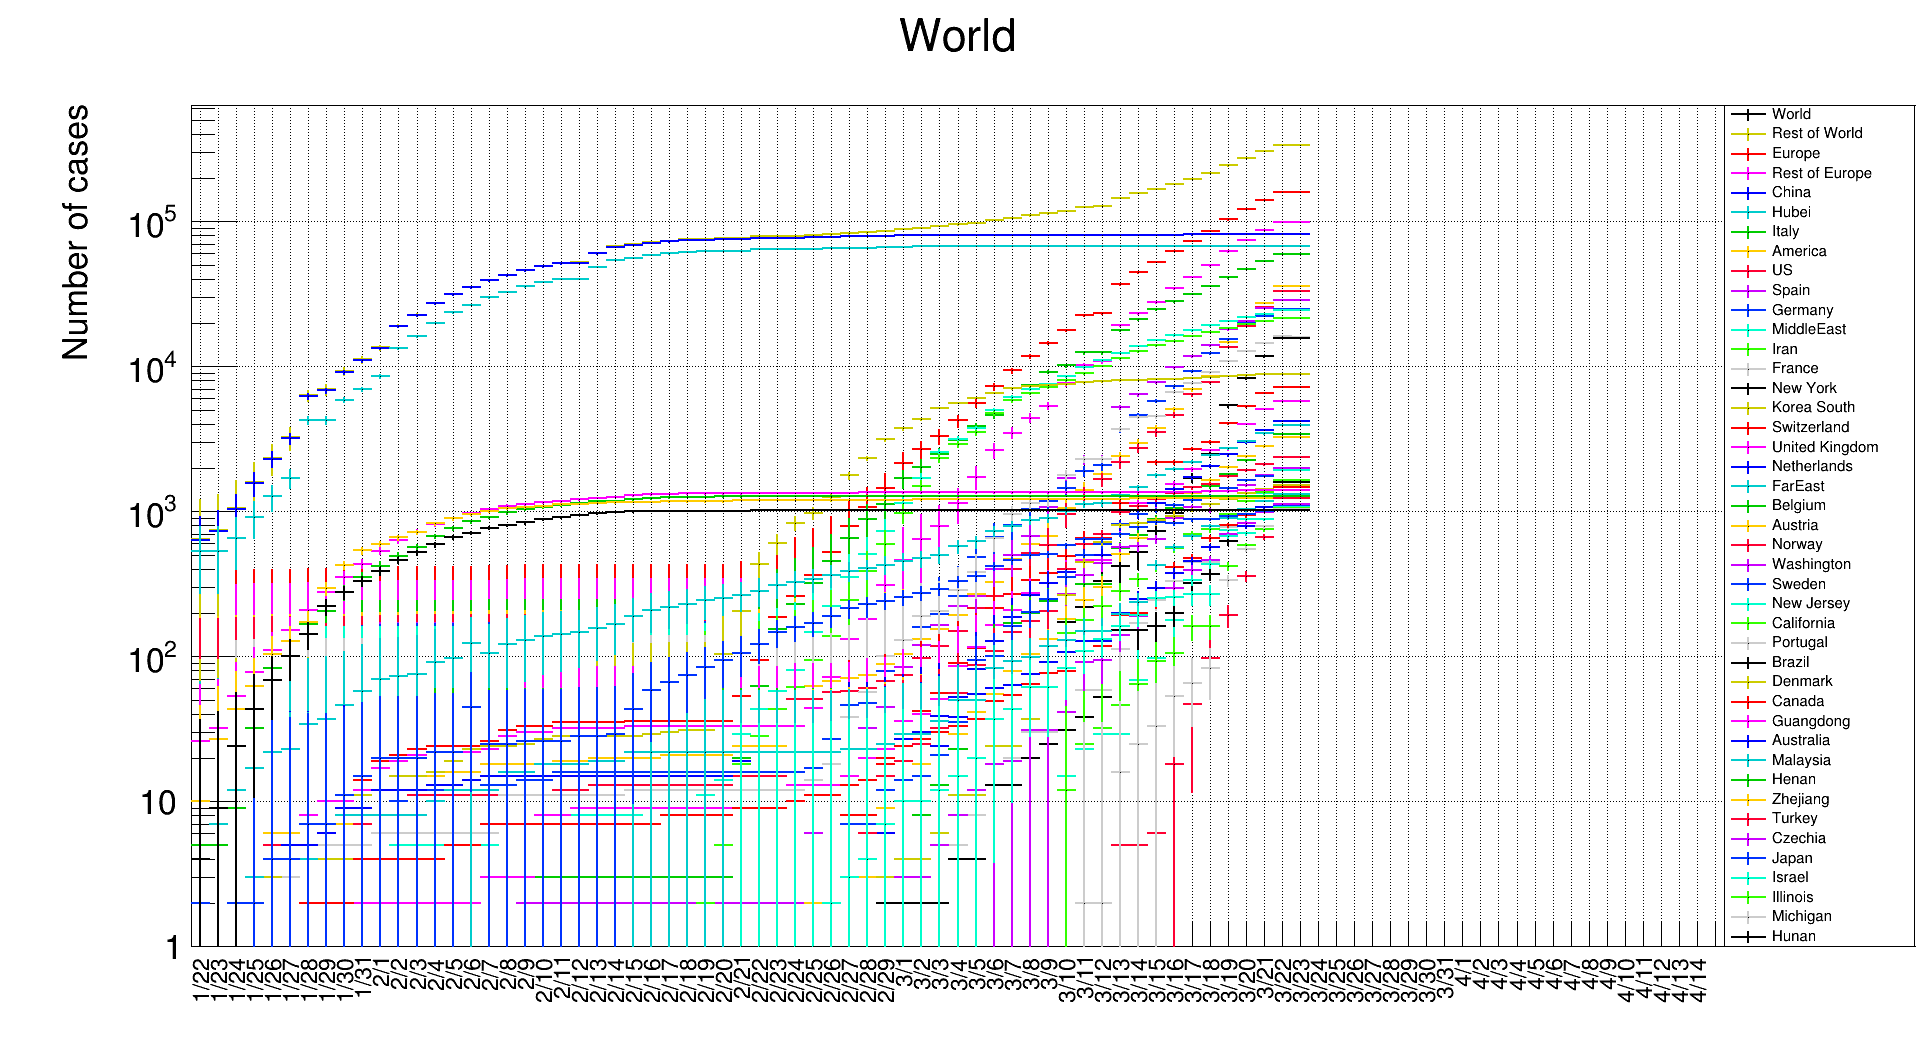 World
Number of cases
10⁵
10⁴
10³
10²
10
1
1/22
1/23
1/24
1/25
1/26
1/27
1/28
1/29
1/30
1/31
2/1
2/2
2/3
2/4
2/5
2/6
2/7
2/8
2/9
2/10
2/11
2/12
2/13
2/14
2/15
2/16
2/17
2/18
2/19
2/20
2/21
2/22
2/23
2/24
2/25
2/26
2/27
2/28
2/29
3/1
3/2
3/3
3/4
3/5
3/6
3/7
3/8
3/9
3/10
3/11
3/12
3/13
3/14
3/15
3/16
3/17
3/18
3/19
3/20
3/21
3/22
3/23
3/24
3/25
3/26
3/27
3/28
3/29
3/30
3/31
4/1
4/2
4/3
4/4
4/5
4/6
4/7
4/8
4/9
4/10
4/11
4/12
4/13
4/14
World
Rest of World
Europe
Rest of Europe
China
Hubei
Italy
America
US
Spain
Germany
MiddleEast
Iran
France
New York
Korea South
Switzerland
United Kingdom
Netherlands
FarEast
Belgium
Austria
Norway
Washington
Sweden
New Jersey
California
Portugal
Brazil
Denmark
Canada
Guangdong
Australia
Malaysia
Henan
Zhejiang
Turkey
Czechia
Japan
Israel
Illinois
Michigan
Hunan